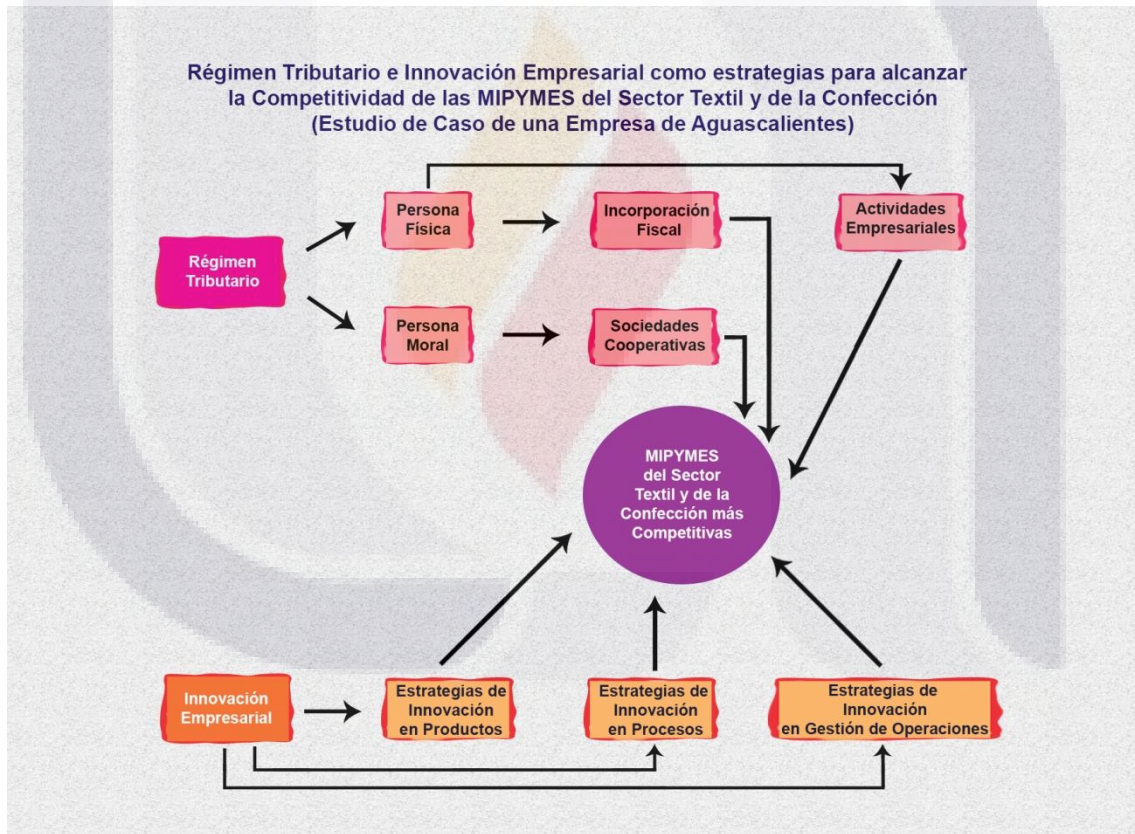 Régimen Tributario e Innovación Empresarial como estrategias para alcanzar
la Competitividad de las MIPYMES del Sector Textil y de la Confección
(Estudio de Caso de una Empresa de Aguascalientes)
Persona
Física
Incorporación
Fiscal
Actividades
Empresariales
Régimen
Tributario
Persona
Moral
Sociedades
Cooperativas
MIPYMES
del Sector
Textil y de la
Confección más
Competitivas
Innovación
Empresarial
Estrategias de
Innovación
en Productos
Estrategias de
Innovación
en Procesos
Estrategias de
Innovación
en Gestión de Operaciones